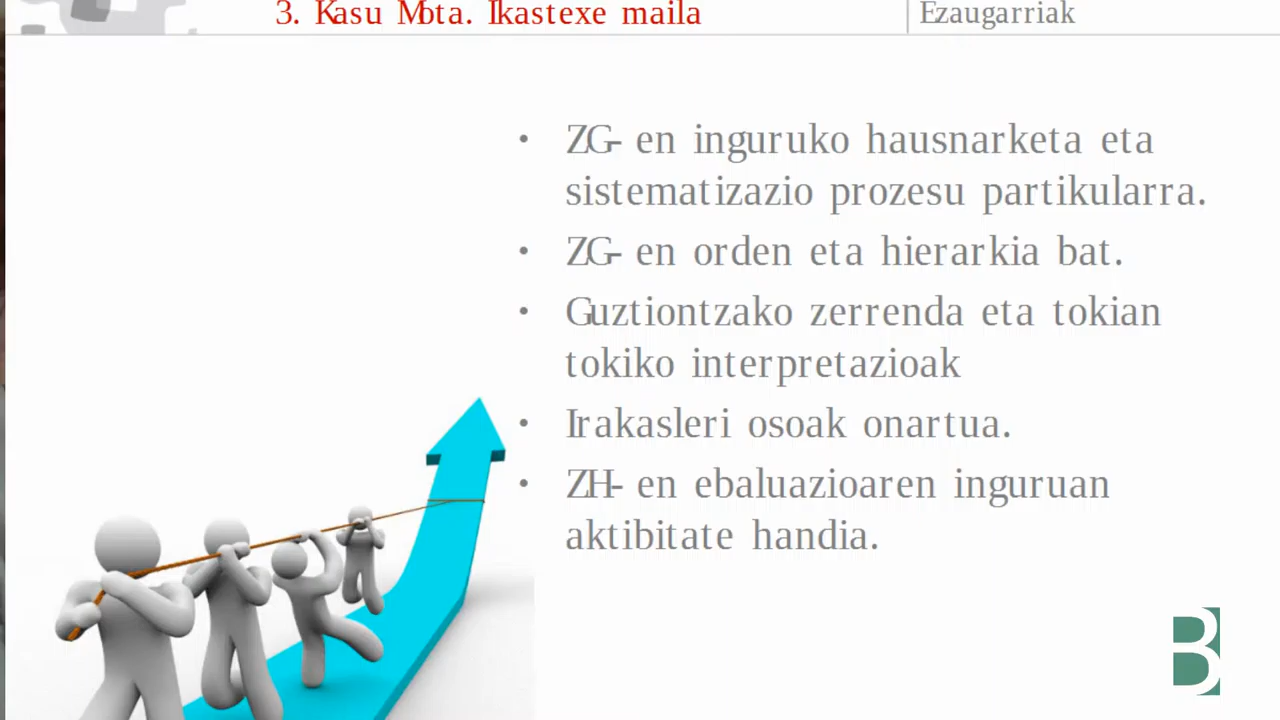 3. Kasu Mota. Ikastexe maila
Ezaugarriak
• ZG- en inguruko hausnarketa eta
sistematizazio prozesu partikularra.
• ZG- en orden eta hierarkia bat.
• Guztiontzako zerrenda eta tokian
tokiko interpretazioak
• Irakasleri osoak onartua.
• ZH- en ebaluazioaren inguruan
aktibitate handia.
B